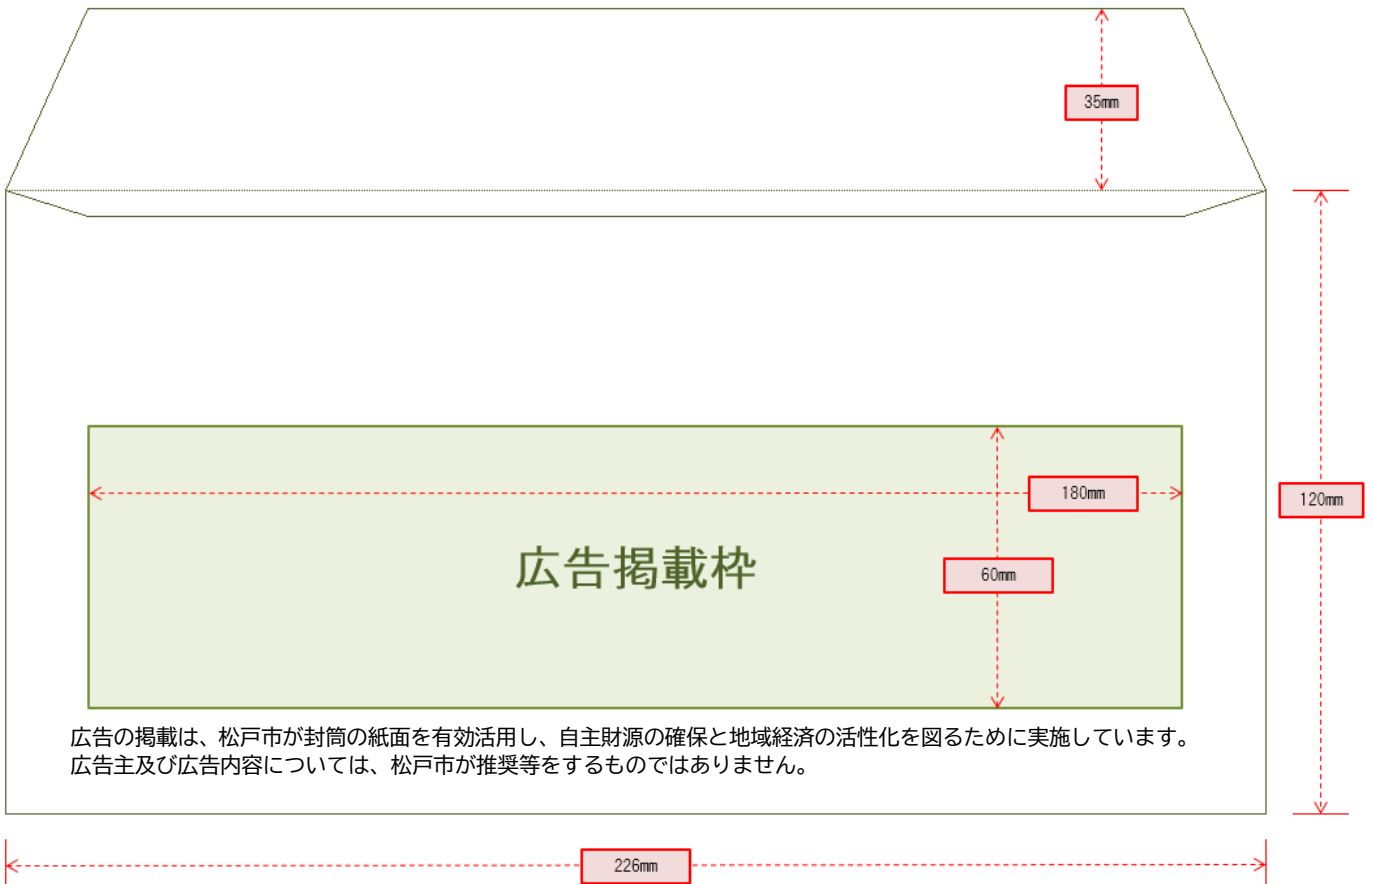 35mm
180mm
120mm
広告掲載枠
60mm
広告の掲載は、松戸市が封筒の紙面を有効活用し、自主財源の確保と地域経済の活性化を図るために実施しています。
広告主及び広告内容については、松戸市が推奨等をするものではありません。
226mm